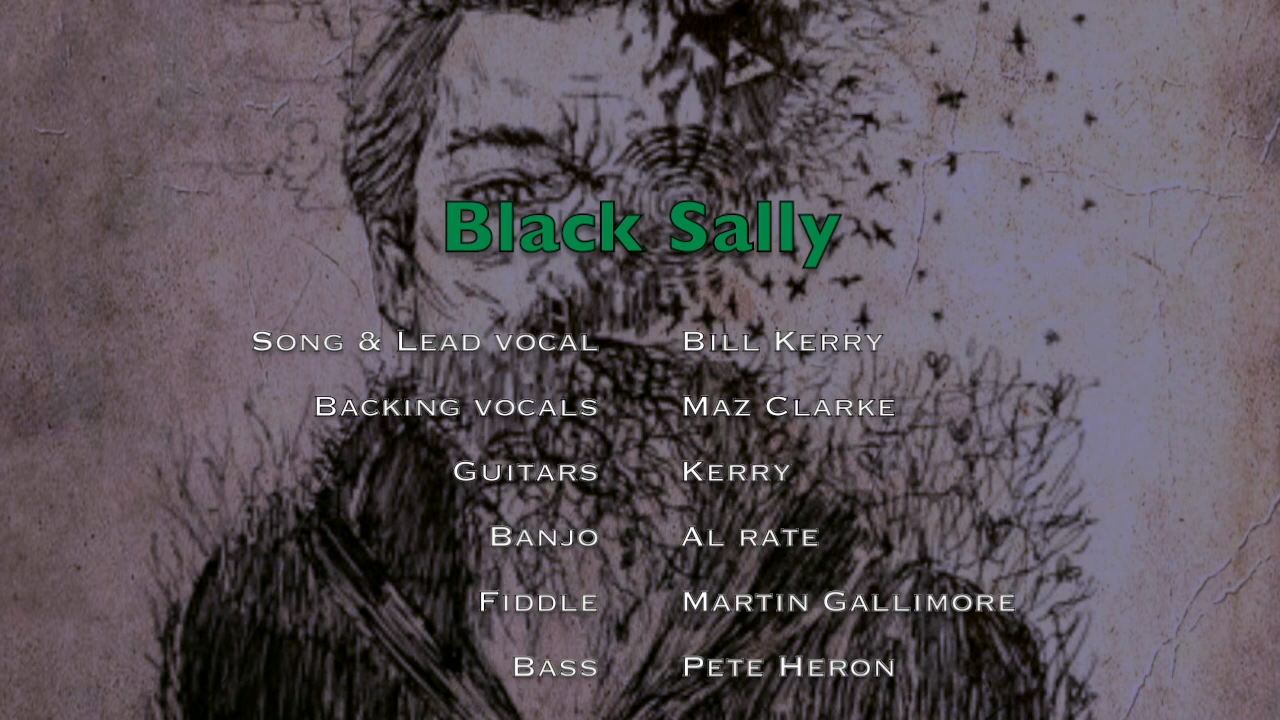 Black Sally
Song & Lead vocal Bill Kerry
Backing vocals Maz Clarke
Guitars Kerry
Banjo Al rate
Fiddle Martin Gallimore
Bass Pete Heron